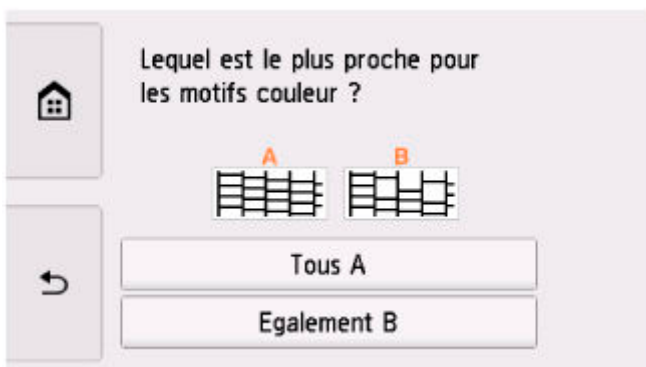 Lequel est le plus proche pour
les motifs couleur ?
A B
Tous A
Egalement B